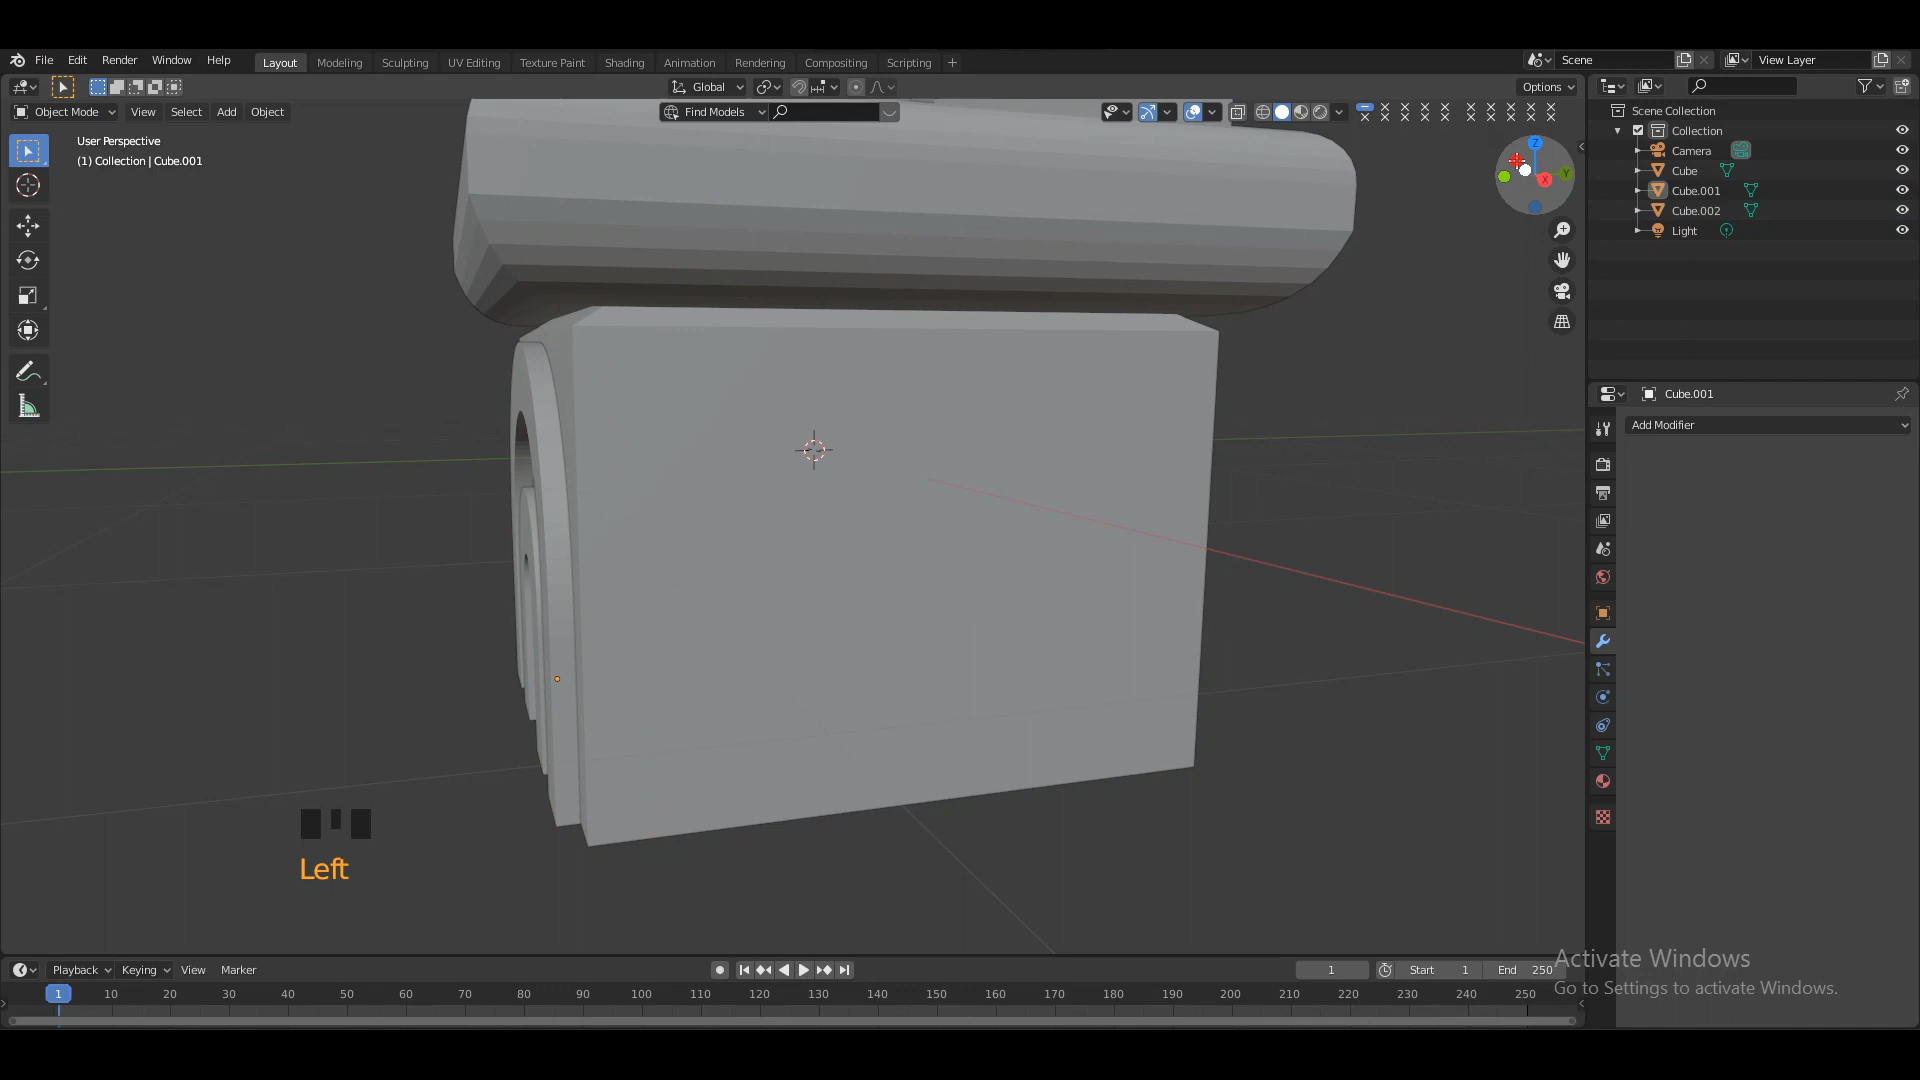 File Edit Render Window Help Layout Modeling Sculpting UV Editing Texture Paint Shading Animation Rendering Compositing Scripting + Scene View Layer
Global Options
Object Mode View Select Add Object Find Models
User Perspective
(1) Collection | Cube.001
Z
Y
X
Scene Collection
Collection
Camera
Cube
Cube.001
Cube.002
Light
Cube.001
Add Modifier
Left
Activate Windows
Go to Settings to activate Windows.
Playback Keying View Marker 1 Start 1 End 250
1 10 20 30 40 50 60 70 80 90 100 110 120 130 140 150 160 170 180 190 200 210 220 230 240 250